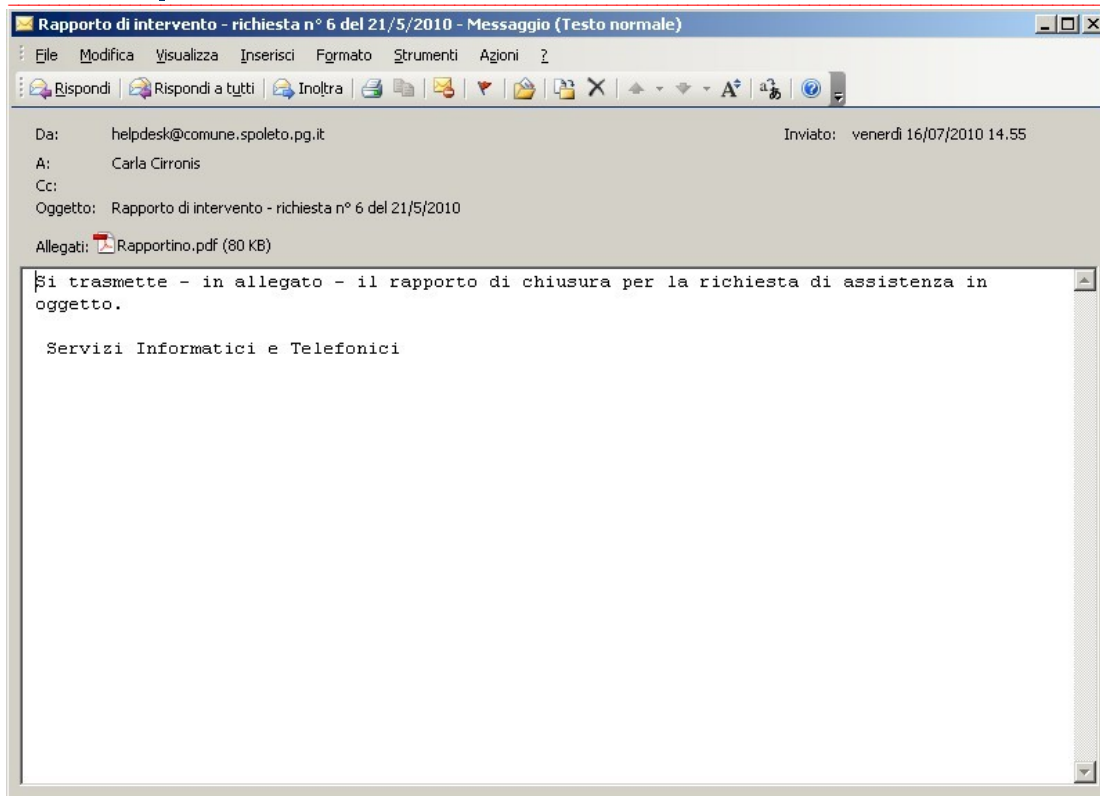 Rapporto di intervento - richiesta n° 6 del 21/5/2010 - Messaggio (Testo normale)
File Modifica Visualizza Inserisci Formato Strumenti Azioni ?
Rispondi Rispondi a tutti Inoltra
Da: helpdesk@comune.spoleto.pg.it Inviato: venerdì 16/07/2010 14.55
A: Carla Cirronis
Cc:
Oggetto: Rapporto di intervento - richiesta n° 6 del 21/5/2010
Allegati: Rapportino.pdf (80 KB)
Si trasmette - in allegato - il rapporto di chiusura per la richiesta di assistenza in
oggetto.
Servizi Informatici e Telefonici